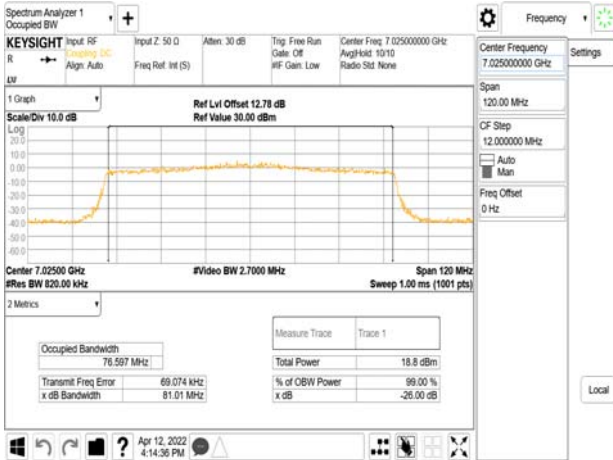 Spectrum Analyzer 1
Occupied BW
+
Frequency
KEYSIGHT
R
LVI
Input: RF
Coupling: DC
Align: Auto
Input Z: 50 Ω
Freq Ref: Int (S)
Atten: 30 dB
Trig: Free Run
Gate: Off
#IF Gain: Low
Center Freq: 7.025000000 GHz
Avg|Hold: 10/10
Radio Std: None
Center Frequency
7.025000000 GHz
Settings
Span
120.00 MHz
CF Step
12.000000 MHz
Auto
Man
Freq Offset
0 Hz
Local
1 Graph
Scale/Div 10.0 dB
Ref Lvl Offset 12.78 dB
Ref Value 30.00 dBm
Log
20.0
10.0
0.00
-10.0
-20.0
-30.0
-40.0
-50.0
-60.0
Center 7.02500 GHz
#Res BW 820.00 kHz
#Video BW 2.7000 MHz
Span 120 MHz
Sweep 1.00 ms (1001 pts)
2 Metrics
Measure Trace
Trace 1
Occupied Bandwidth
76.597 MHz
Total Power
18.8 dBm
Transmit Freq Error
69.074 kHz
% of OBW Power
99.00 %
x dB Bandwidth
81.01 MHz
x dB
-26.00 dB
?
Apr 12, 2022
4:14:36 PM